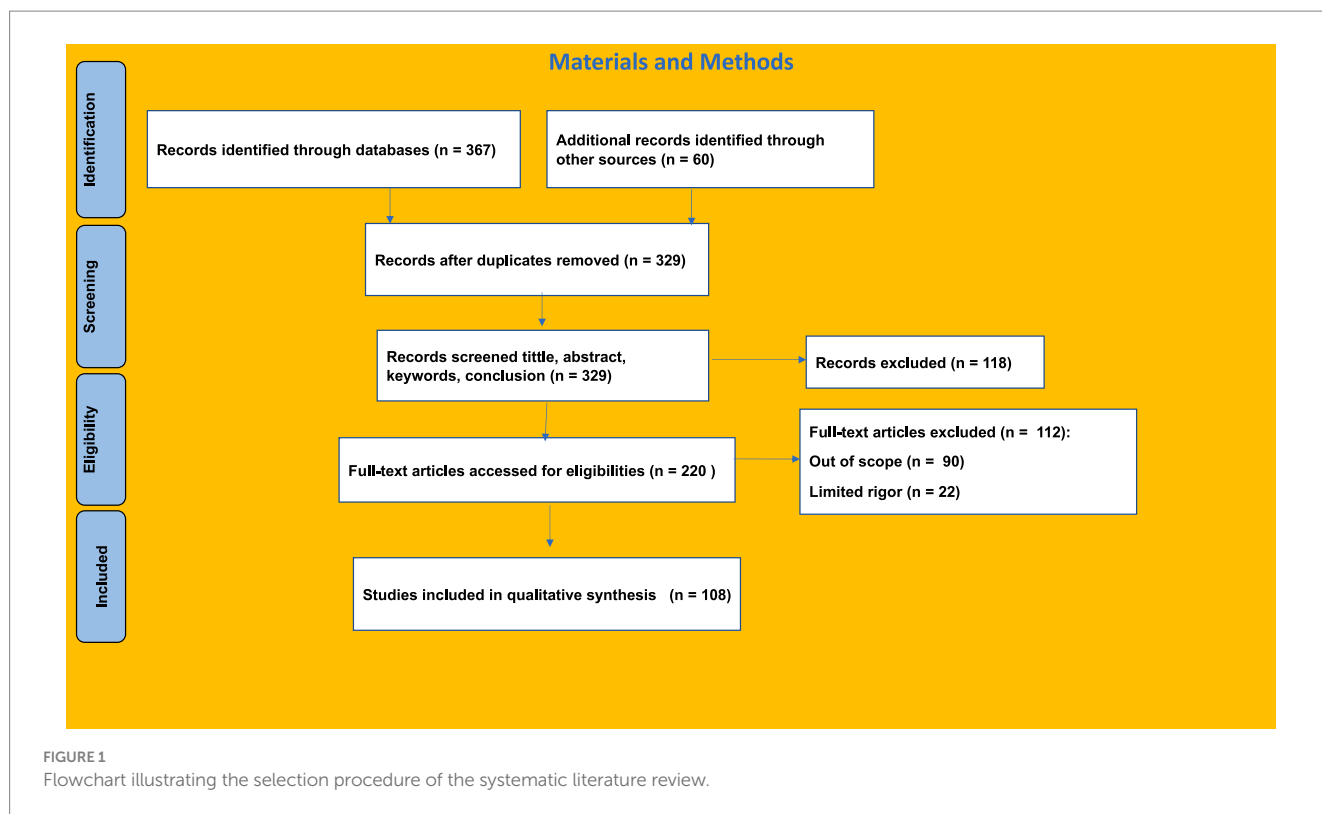 Materials and Methods
Identification
Records identified through databases (n = 367)
Additional records identified through
other sources (n = 60)
Screening
Records after duplicates removed (n = 329)
Records screened tittle, abstract,
keywords, conclusion (n = 329)
Records excluded (n = 118)
Eligibility
Full-text articles accessed for eligibilities (n = 220 )
Full-text articles excluded (n = 112):
Out of scope (n = 90)
Limited rigor (n = 22)
Included
Studies included in qualitative synthesis (n = 108)
FIGURE 1
Flowchart illustrating the selection procedure of the systematic literature review.